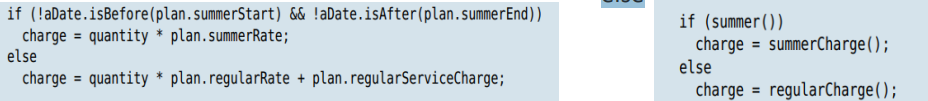 if (!aDate.isBefore(plan.summerStart) && !aDate.isAfter(plan.summerEnd))
charge = quantity * plan.summerRate;
else
charge = quantity * plan.regularRate + plan.regularServiceCharge;
if (summer())
charge = summerCharge();
else
charge = regularCharge();